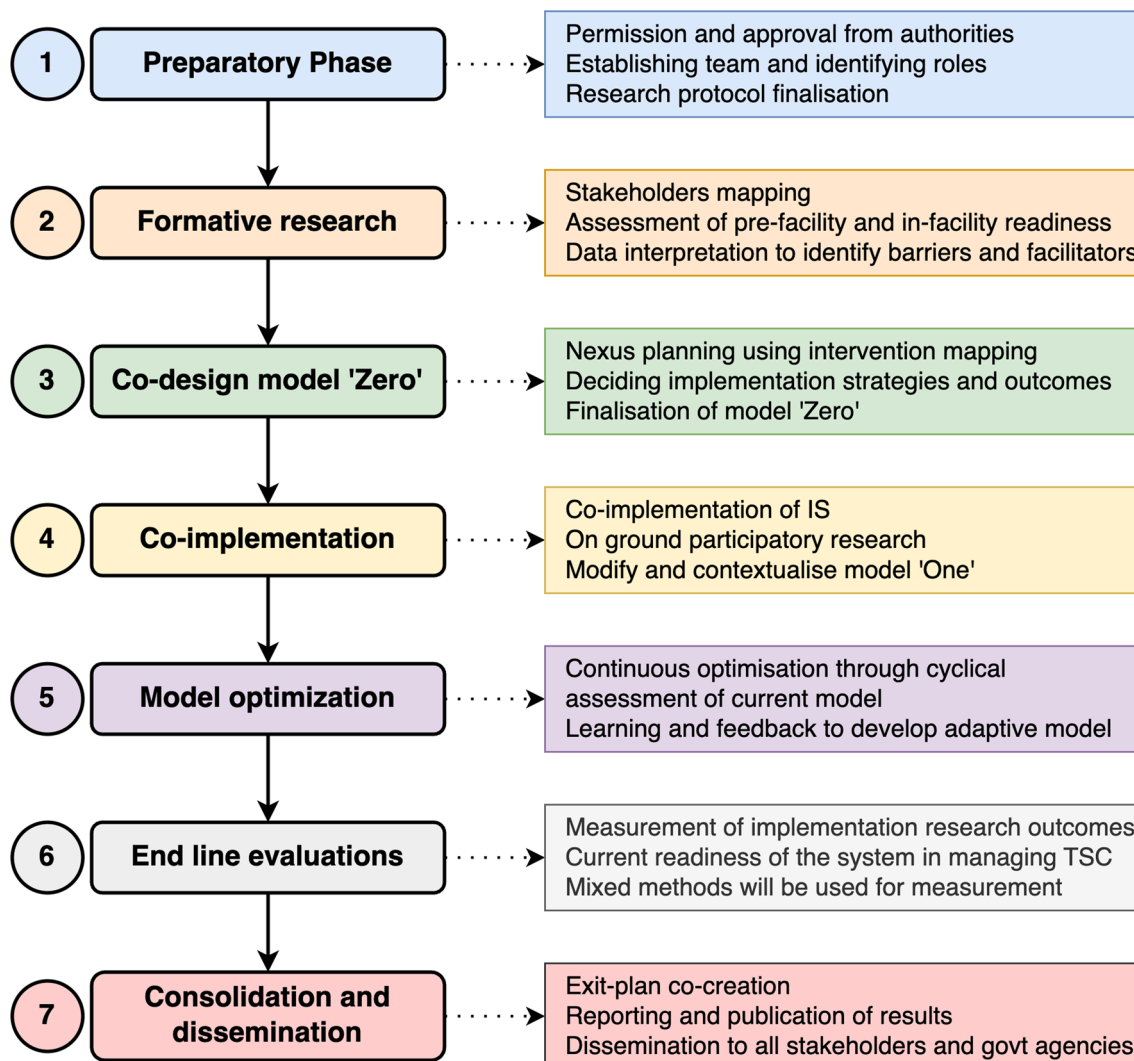 1
Preparatory Phase
Permission and approval from authorities
Establishing team and identifying roles
Research protocol finalisation
2
Formative research
Stakeholders mapping
Assessment of pre-facility and in-facility readiness
Data interpretation to identify barriers and facilitators
3
Co-design model 'Zero'
Nexus planning using intervention mapping
Deciding implementation strategies and outcomes
Finalisation of model 'Zero'
4
Co-implementation
Co-implementation of IS
On ground participatory research
Modify and contextualise model 'One'
5
Model optimization
Continuous optimisation through cyclical
assessment of current model
Learning and feedback to develop adaptive model
6
End line evaluations
Measurement of implementation research outcomes
Current readiness of the system in managing TSC
Mixed methods will be used for measurement
7
Consolidation and
dissemination
Exit-plan co-creation
Reporting and publication of results
Dissemination to all stakeholders and govt agencies